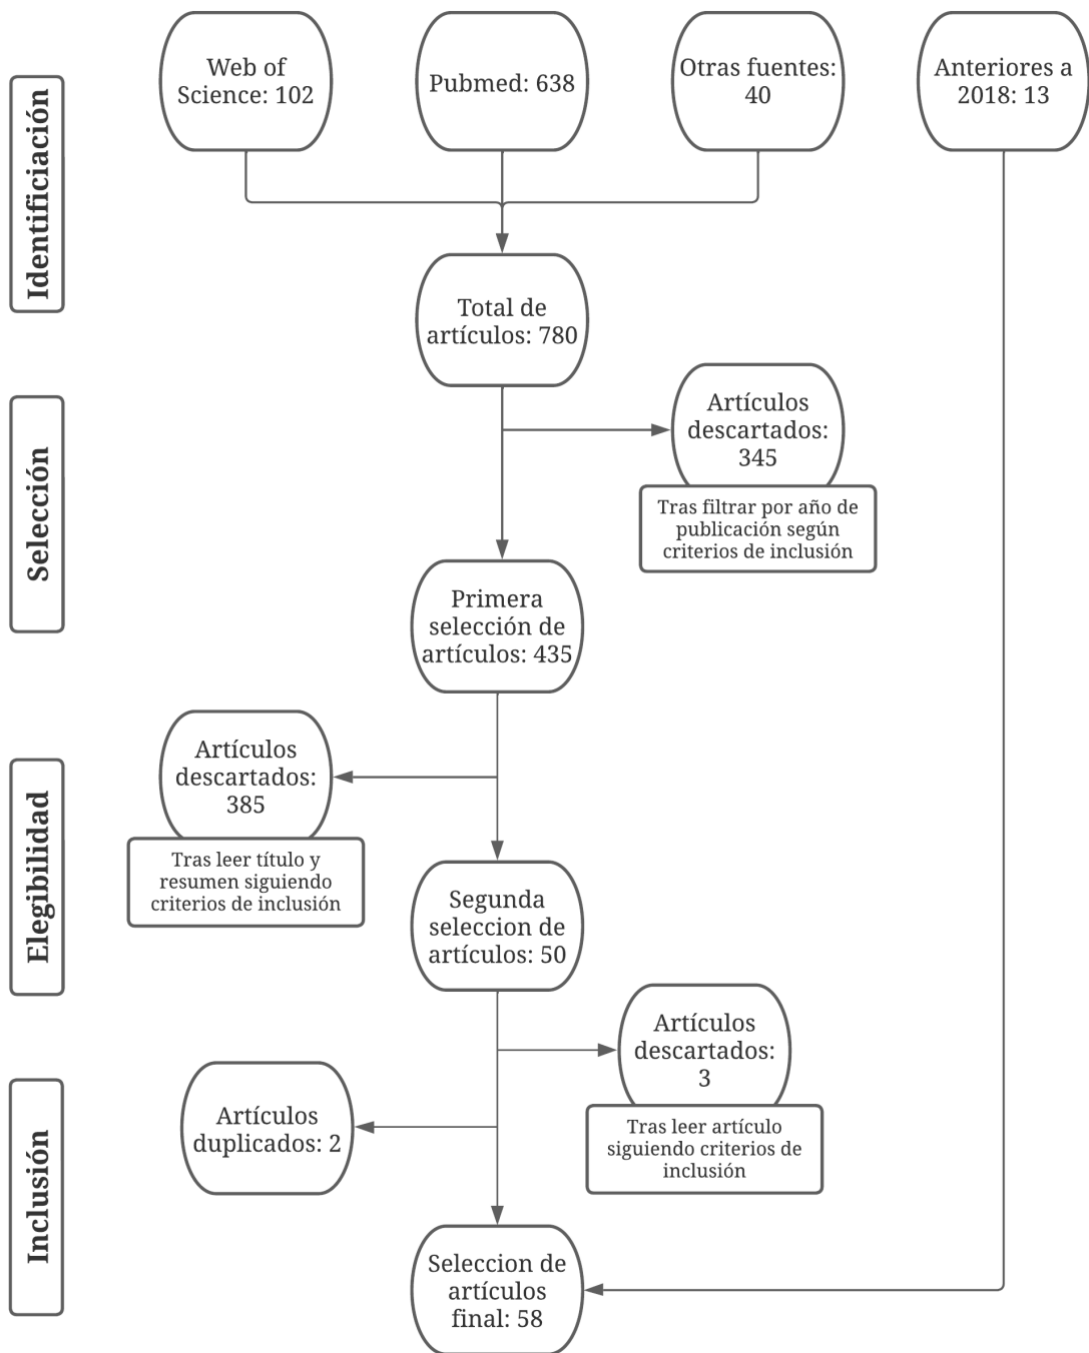 Identificiación
Web of
Science: 102
Pubmed: 638
Otras fuentes:
40
Anteriores a
2018: 13
Total de
artículos: 780
Selección
Artículos
descartados:
345
Tras filtrar por año de
publicación según
criterios de inclusión
Primera
selección de
artículos: 435
Elegibilidad
Artículos
descartados:
385
Tras leer título y
resumen siguiendo
criterios de inclusión
Segunda
seleccion de
artículos: 50
Inclusión
Artículos
descartados:
3
Tras leer artículo
siguiendo criterios de
inclusión
Artículos
duplicados: 2
Seleccion de
artículos
final: 58